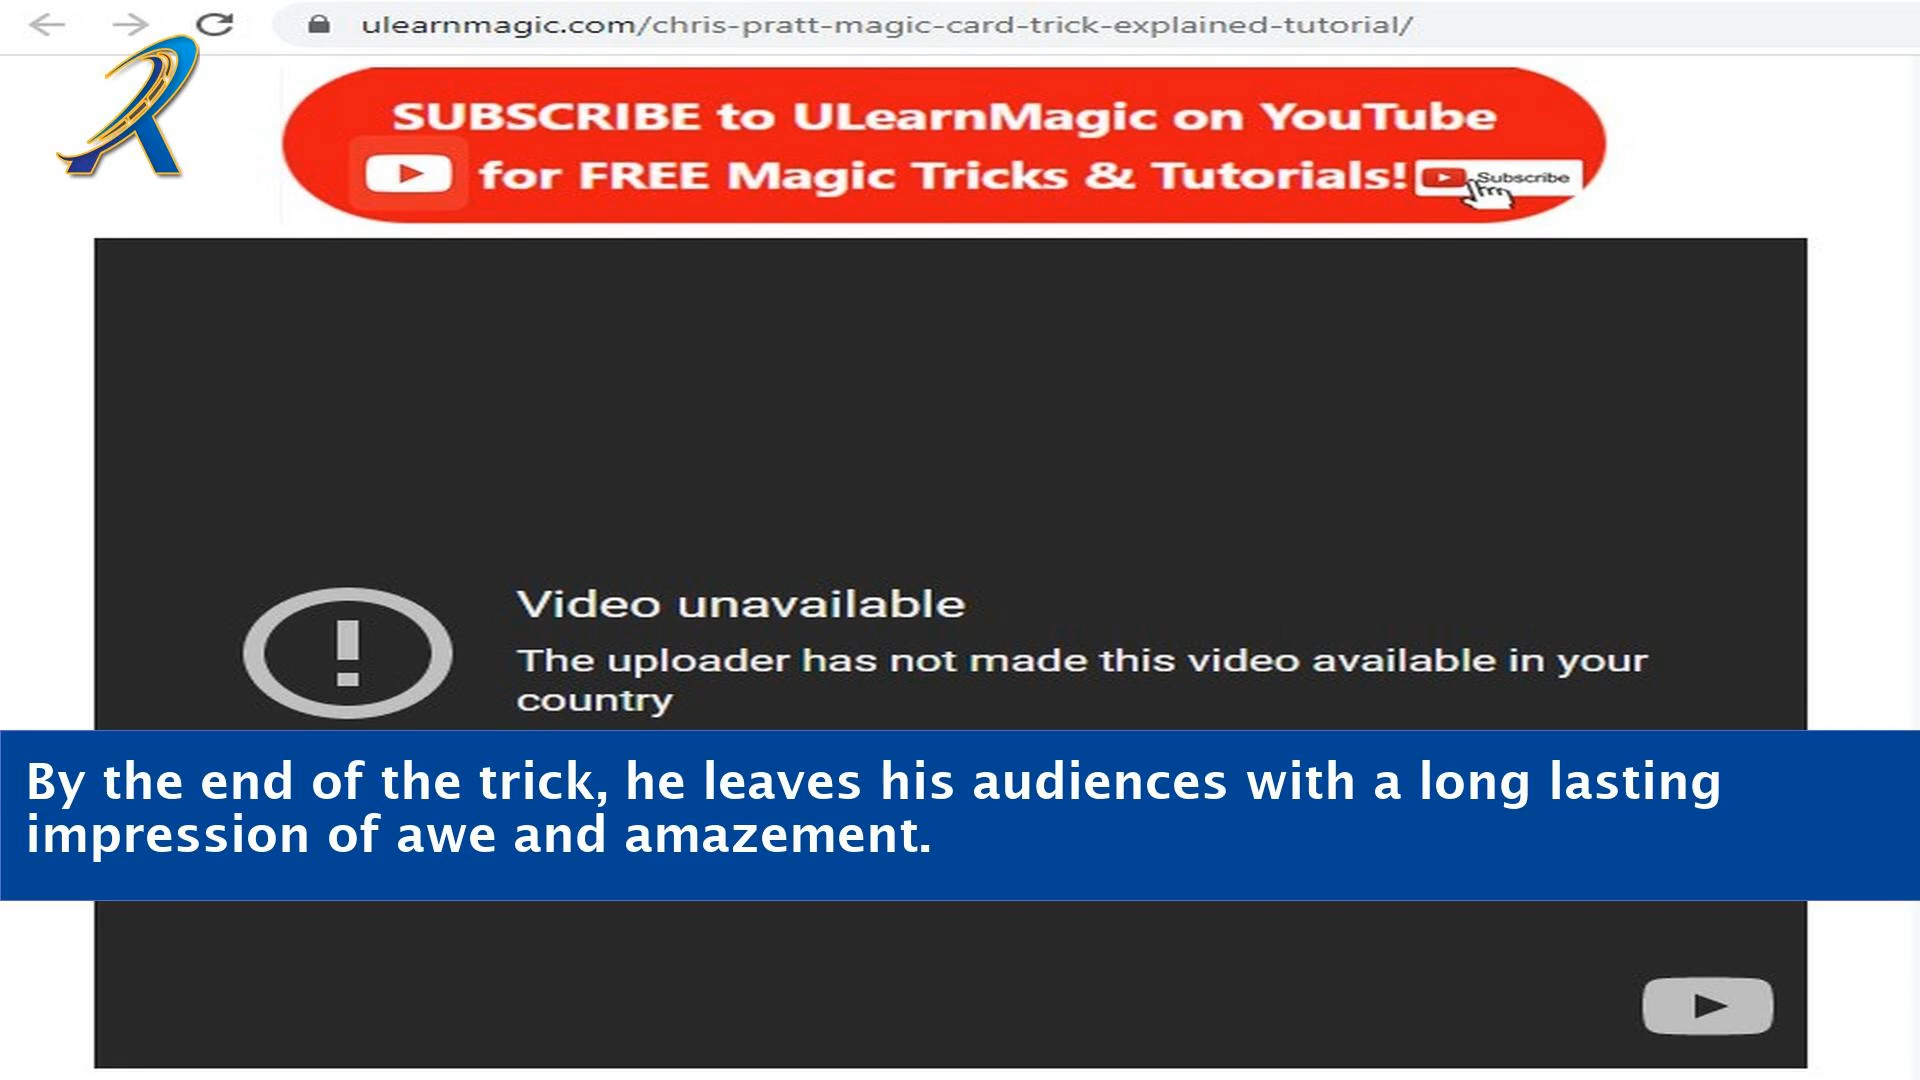 ulearnmagic.com/chris-pratt-magic-card-trick-explained-tutorial/
SUBSCRIBE to ULearnMagic on YouTube
for FREE Magic Tricks & Tutorials! Subscribe
Video unavailable
The uploader has not made this video available in your
country
By the end of the trick, he leaves his audiences with a long lasting
impression of awe and amazement.